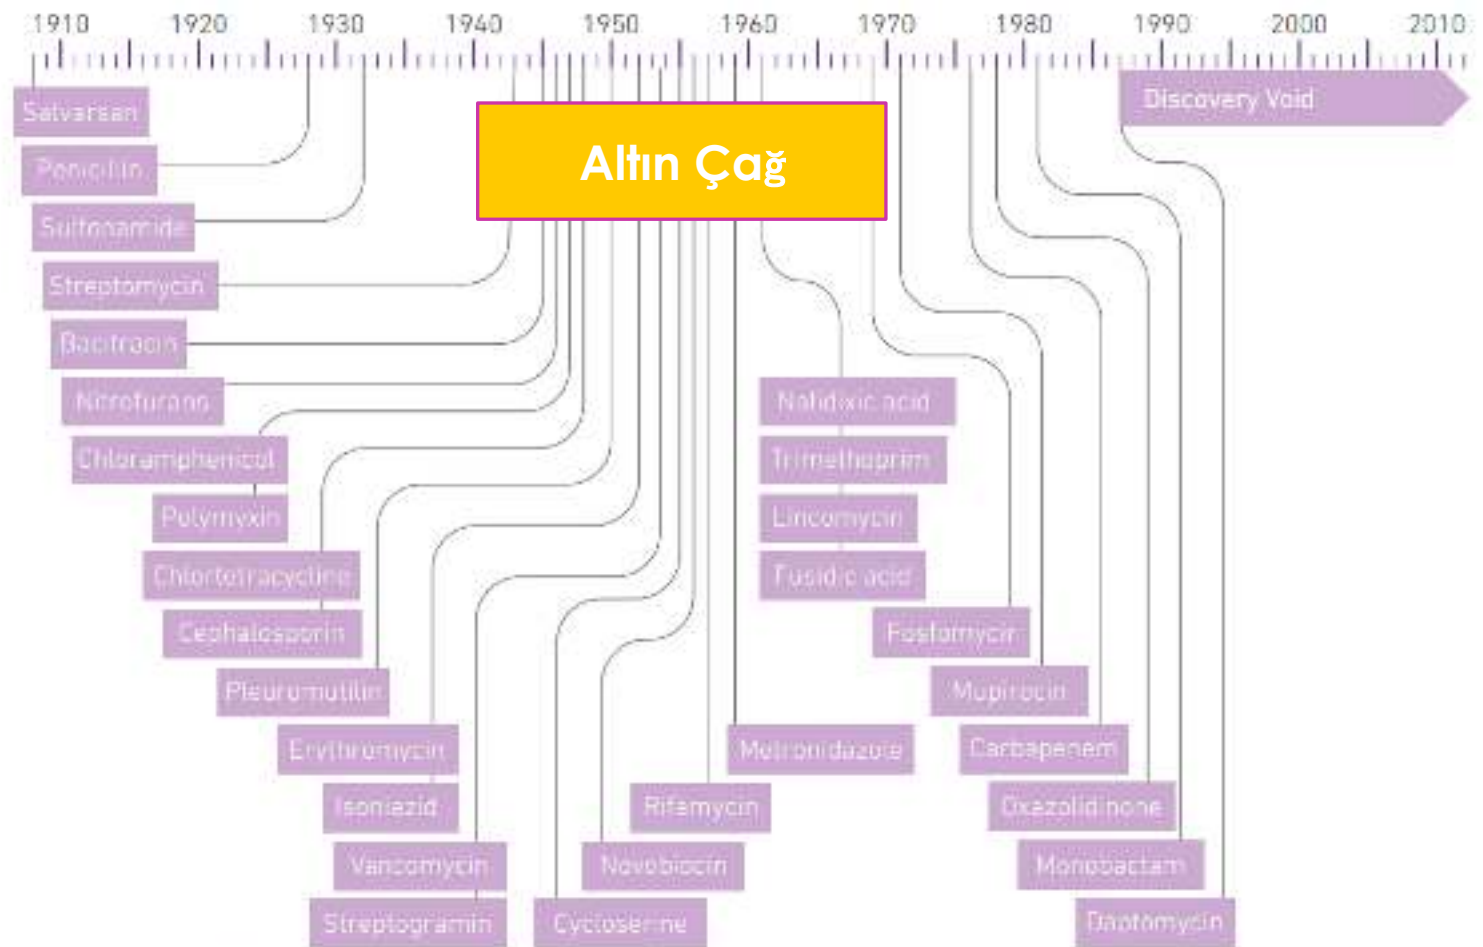 1910 1920 1930 1940 1950 1960 1970 1980 1990 2000 2010
Discovery Void
Altın Çağ
Salvarsan
Penicillin
Sulfonamide
Streptomycin
Bacitracin
Nitrofurans
Chloramphenicol
Polymyxin
Chlortetracycline
Cephalosporin
Pleuromutilin
Erythromycin
Isoniazid
Vancomycin
Streptogramin
Cycloserine
Novobiocin
Rifamycin
Metronidazole
Nalidixic acid
Trimethoprim
Lincomycin
Fusidic acid
Fosfomycin
Mupirocin
Carbapenem
Oxazolidinone
Monobactam
Daptomycin